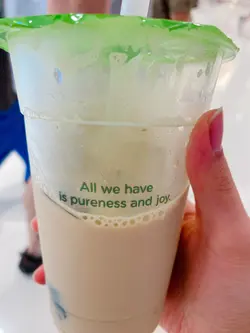 All we have
is pureness and joy.